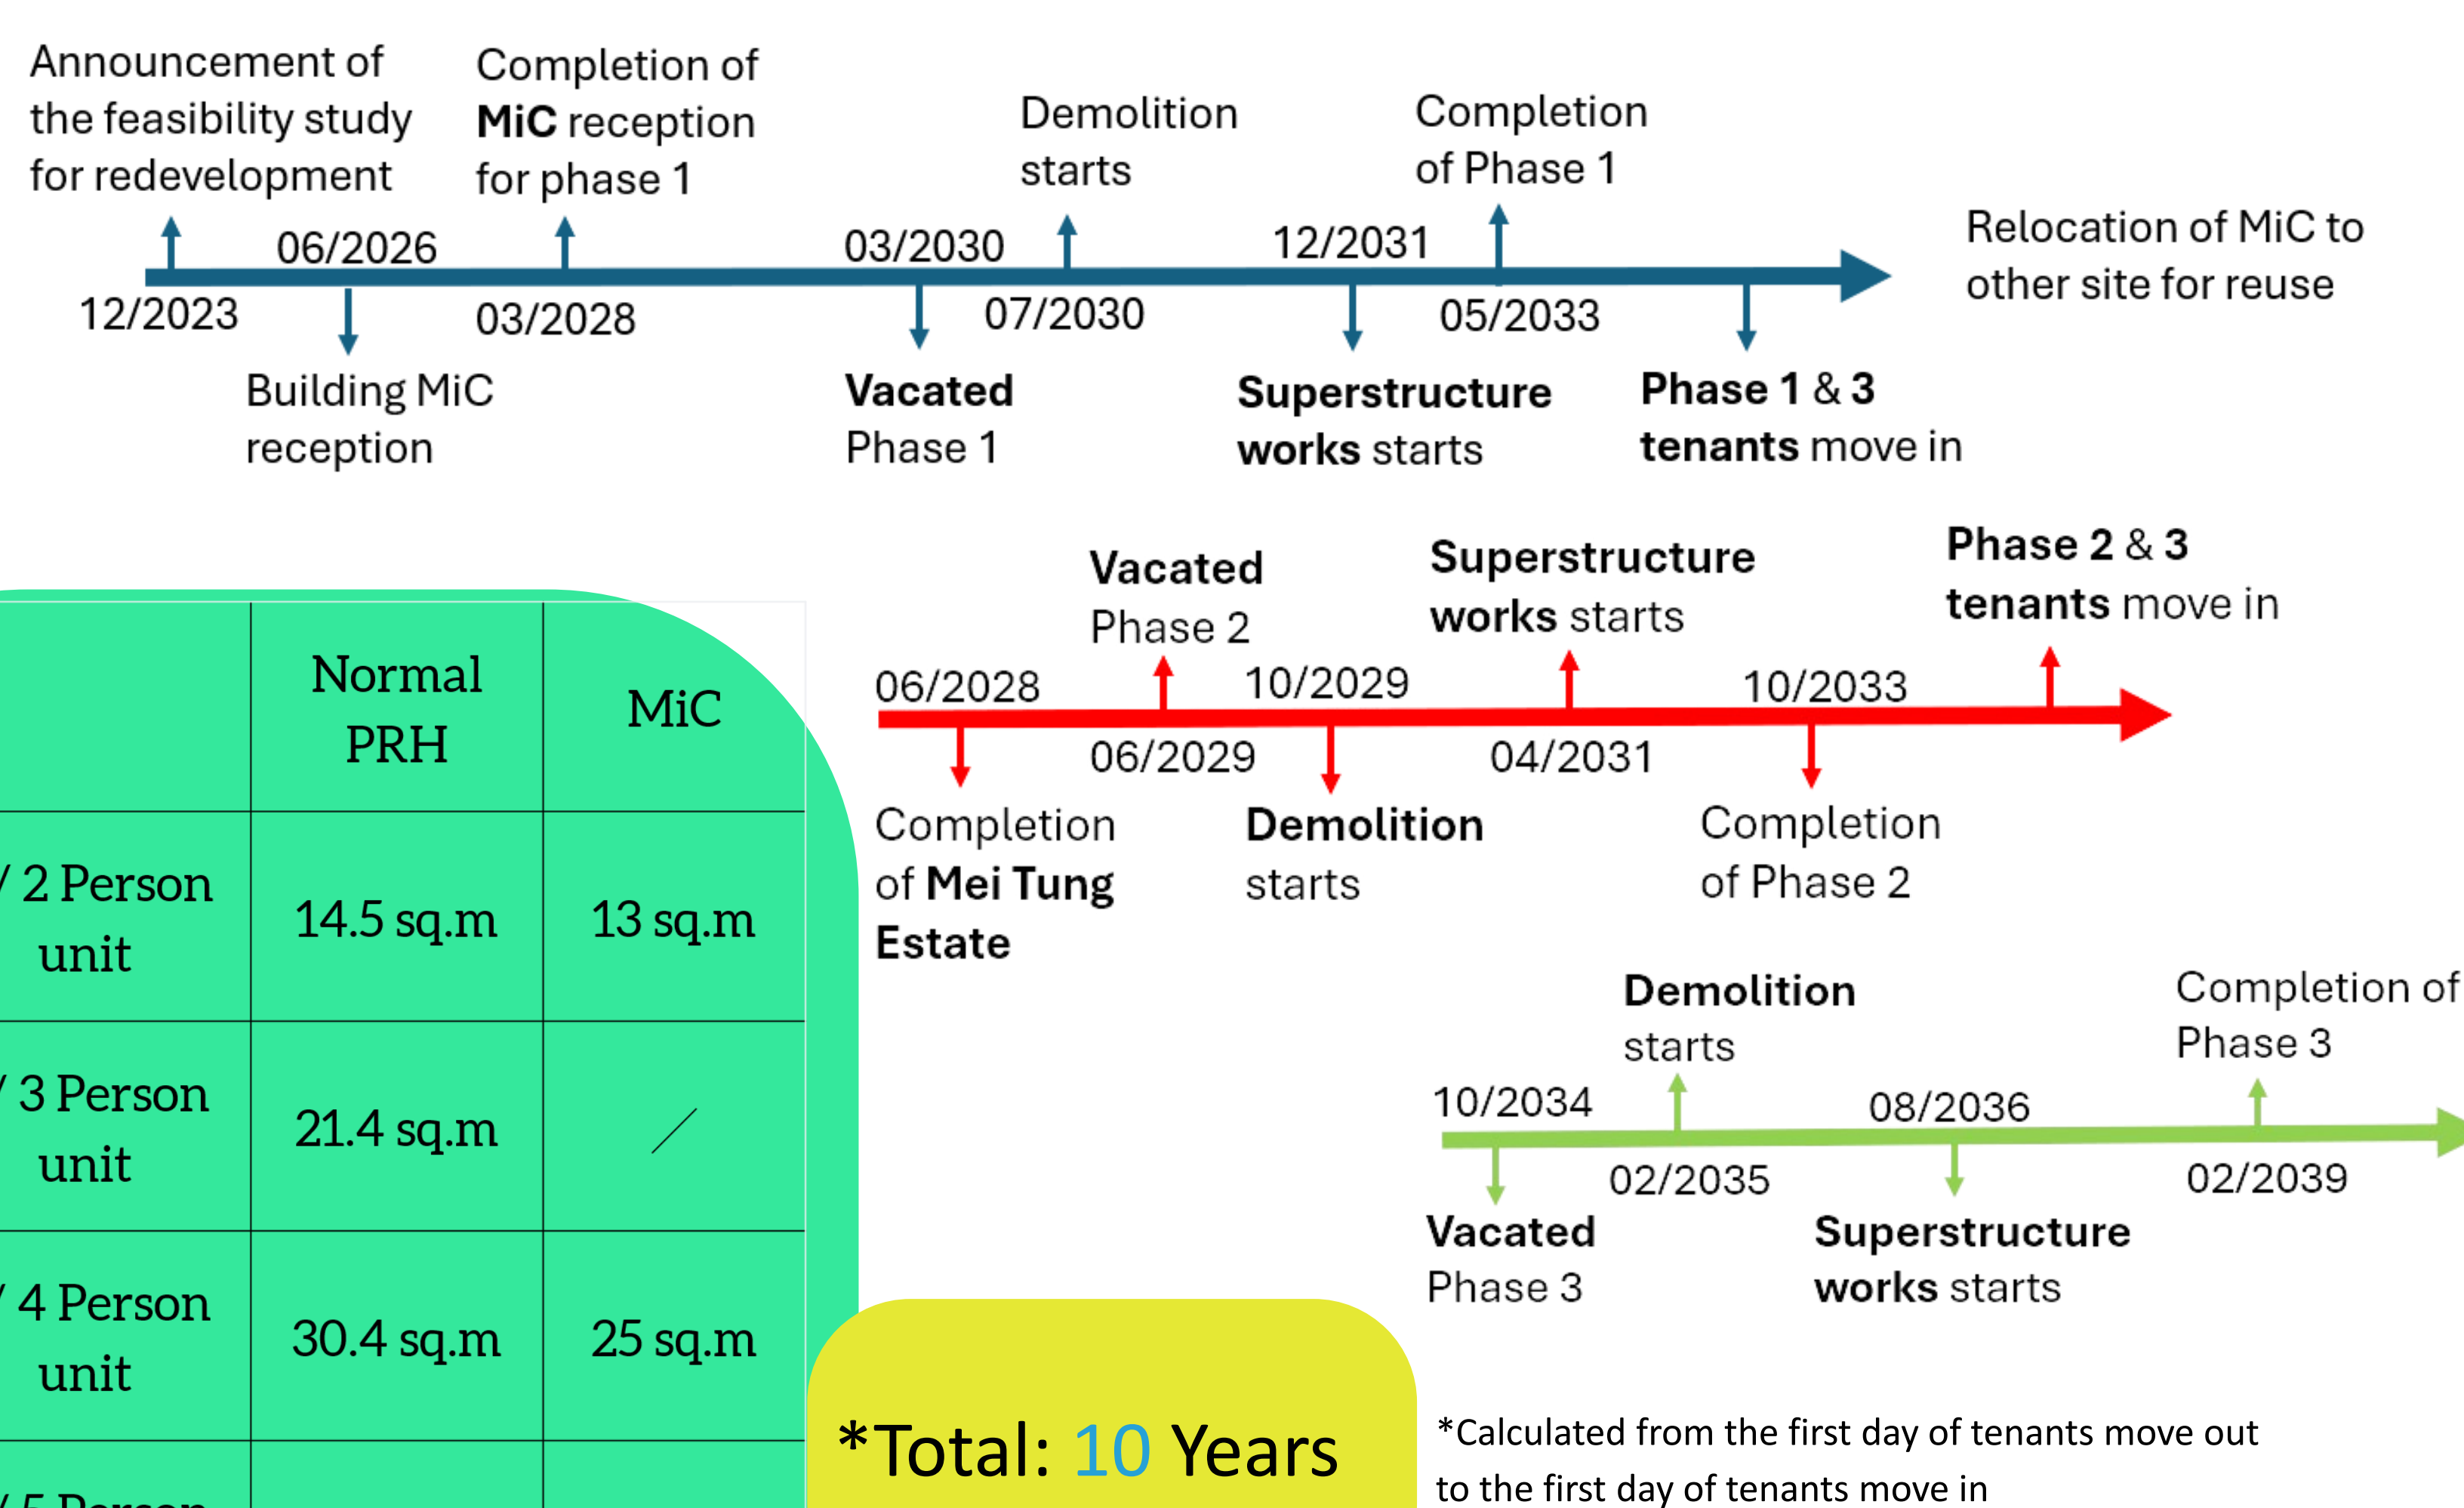 Announcement of
the feasibility study
for redevelopment
Completion of
MiC reception
for phase 1
Demolition
starts
Completion
of Phase 1
06/2026
03/2030
12/2031
12/2023
03/2028
07/2030
05/2033
Building MiC
reception
Vacated
Phase 1
Superstructure
works starts
Phase 1 & 3
tenants move in
Relocation of MiC to
other site for reuse
Vacated
Phase 2
Superstructure
works starts
Phase 2 & 3
tenants move in
06/2028
10/2029
10/2033
06/2029
04/2031
Completion
of Mei Tung
Estate
Demolition
starts
Completion
of Phase 2
Demolition
starts
Completion of
Phase 3
10/2034
08/2036
02/2035
02/2039
Vacated
Phase 3
Superstructure
works starts
Normal
PRH
MiC
/ 2 Person
unit
14.5 sq.m
13 sq.m
/ 3 Person
unit
21.4 sq.m
/
/ 4 Person
unit
30.4 sq.m
25 sq.m
/ 5 Person
*Total: 10 Years
*Calculated from the first day of tenants move out
to the first day of tenants move in